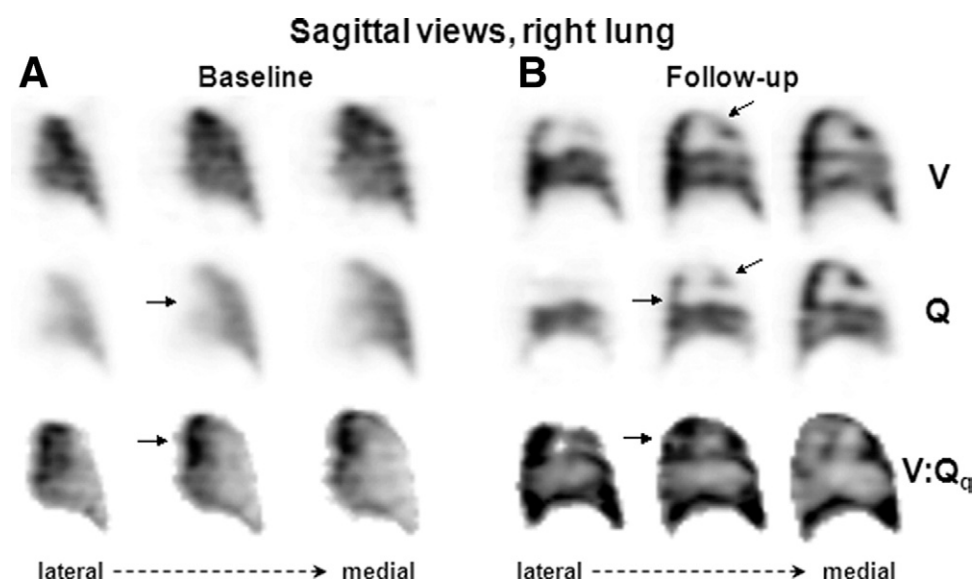 Sagittal views, right lung
A Baseline
B Follow-up
V
Q
V:Qq
lateral medial
lateral medial